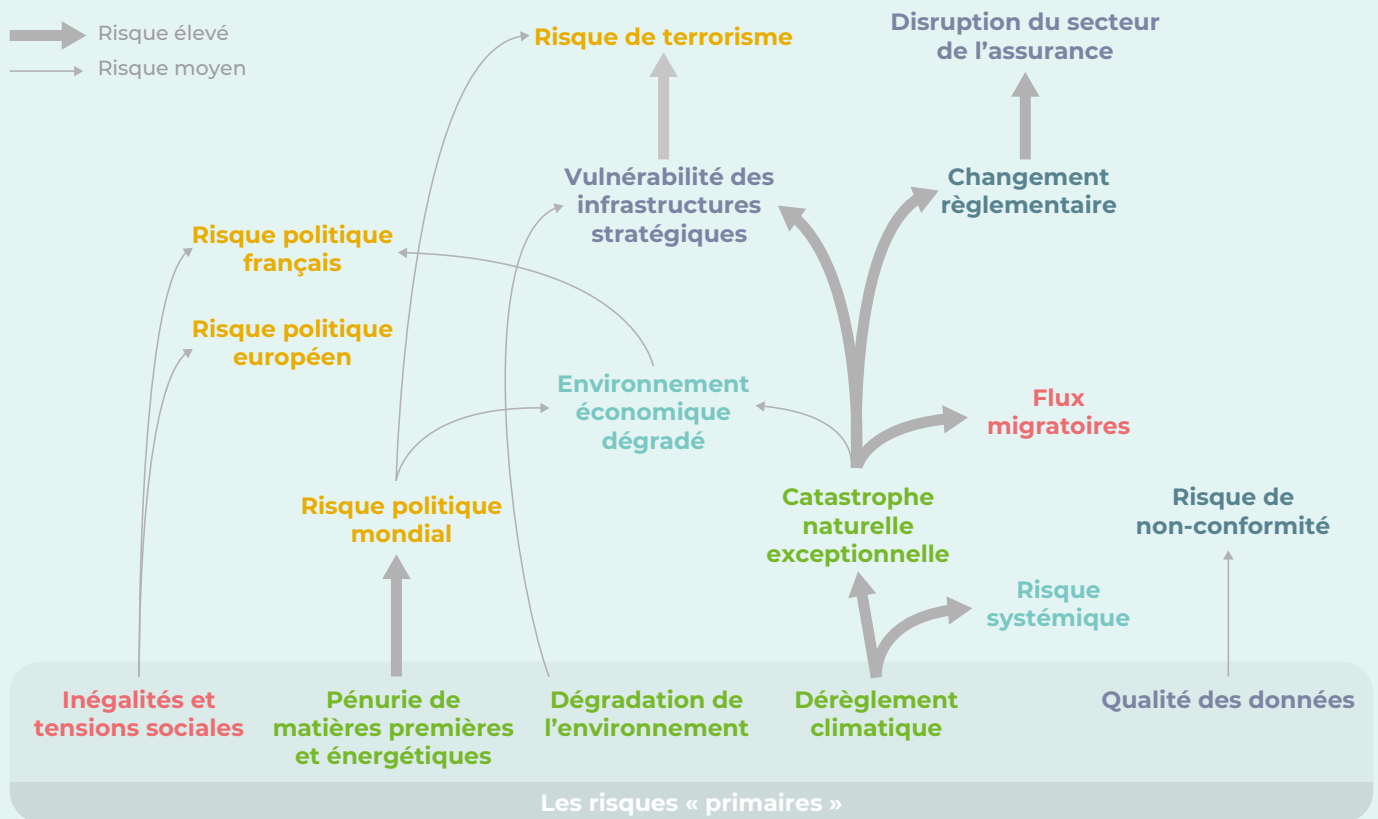 Risque élevé
Risque moyen
Risque de terrorisme
Disruption du secteur
de l’assurance
Vulnérabilité des
infrastructures
stratégiques
Changement
règlementaire
Risque politique
français
Risque politique
européen
Environnement
économique
dégradé
Flux
migratoires
Risque politique
mondial
Catastrophe
naturelle
exceptionnelle
Risque de
non-conformité
Risque
systémique
Inégalités et
tensions sociales
Pénurie de
matières premières
et énergétiques
Dégradation de
l’environnement
Dérèglement
climatique
Qualité des données
Les risques « primaires »